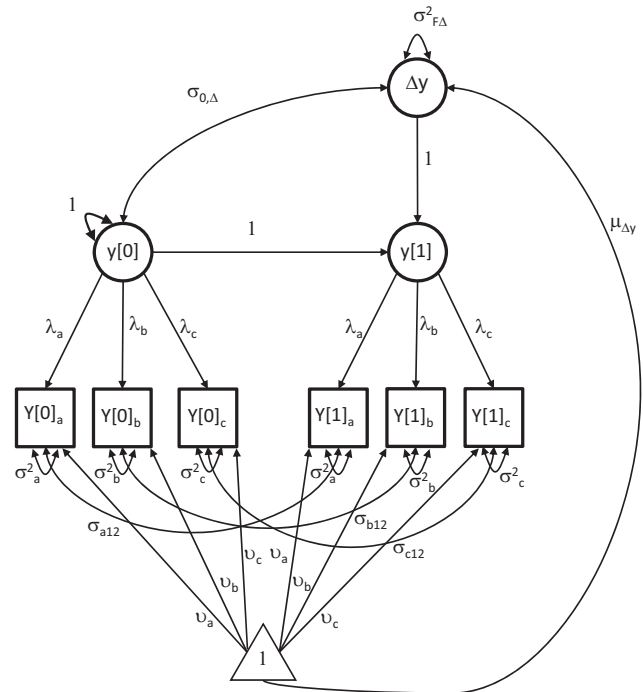 σ²FΔ
Δy
σ0,Δ
1
1
1
μΔy
y[0]
y[1]
λa
λb
λc
λa
λb
λc
Y[0]a
Y[0]b
Y[0]c
Y[1]a
Y[1]b
Y[1]c
σ²a
σ²b
σ²c
σ²a
σ²b
σ²c
σa12
σb12
σc12
υa
υb
υc
υa
υb
υc
1